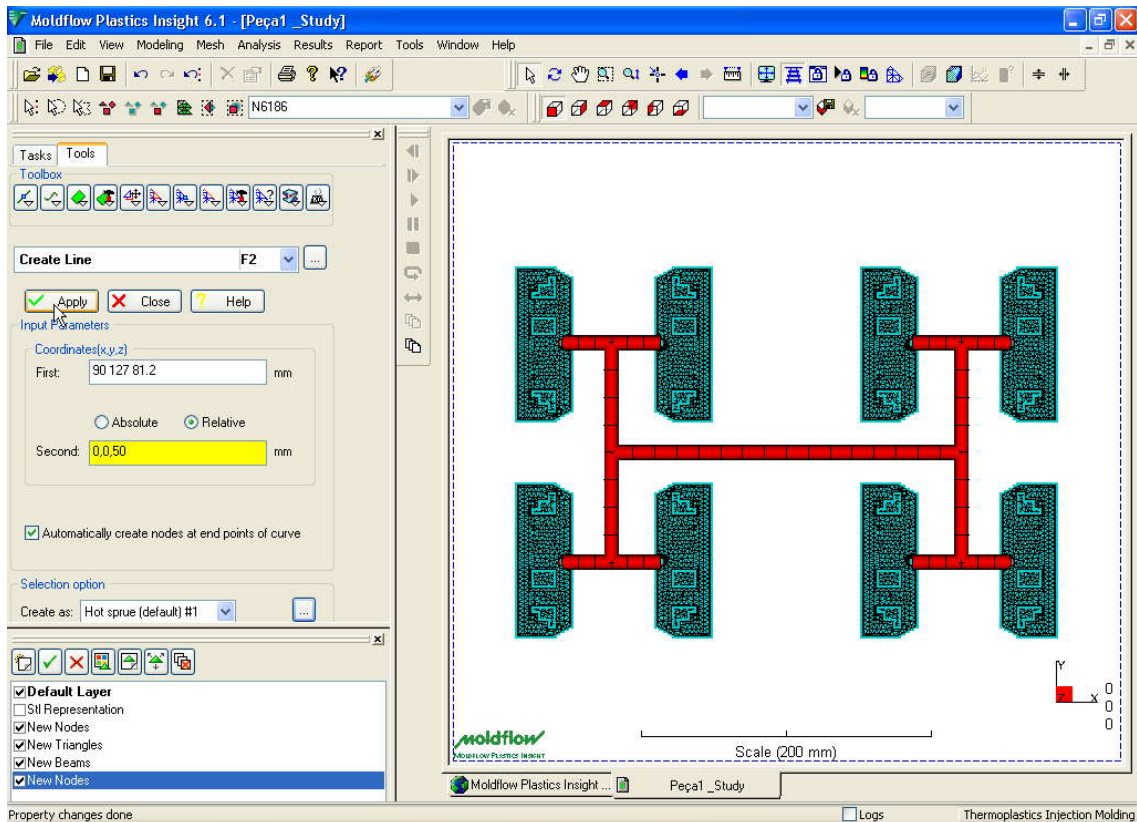 Moldflow Plastics Insight 6.1 - [Peça1 _Study]
File Edit View Modeling Mesh Analysis Results Report Tools Window Help
N6186
Tasks Tools
Toolbox
Create Line F2 ...
Apply Close ? Help
Input Parameters
Coordinates(x,y,z)
First: 90 127 81.2 mm
Absolute Relative
Second: 0,0,50 mm
Automatically create nodes at end points of curve
Selection option
Create as: Hot sprue (default) #1 ...
Default Layer
Stl Representation
New Nodes
New Triangles
New Beams
New Nodes
Y
Z X
0
0
0
moldflow
MOLDFLOW PLASTICS INSIGHT
Scale (200 mm)
Moldflow Plastics Insight ... Peça1 _Study
Property changes done Logs Thermoplastics Injection Molding